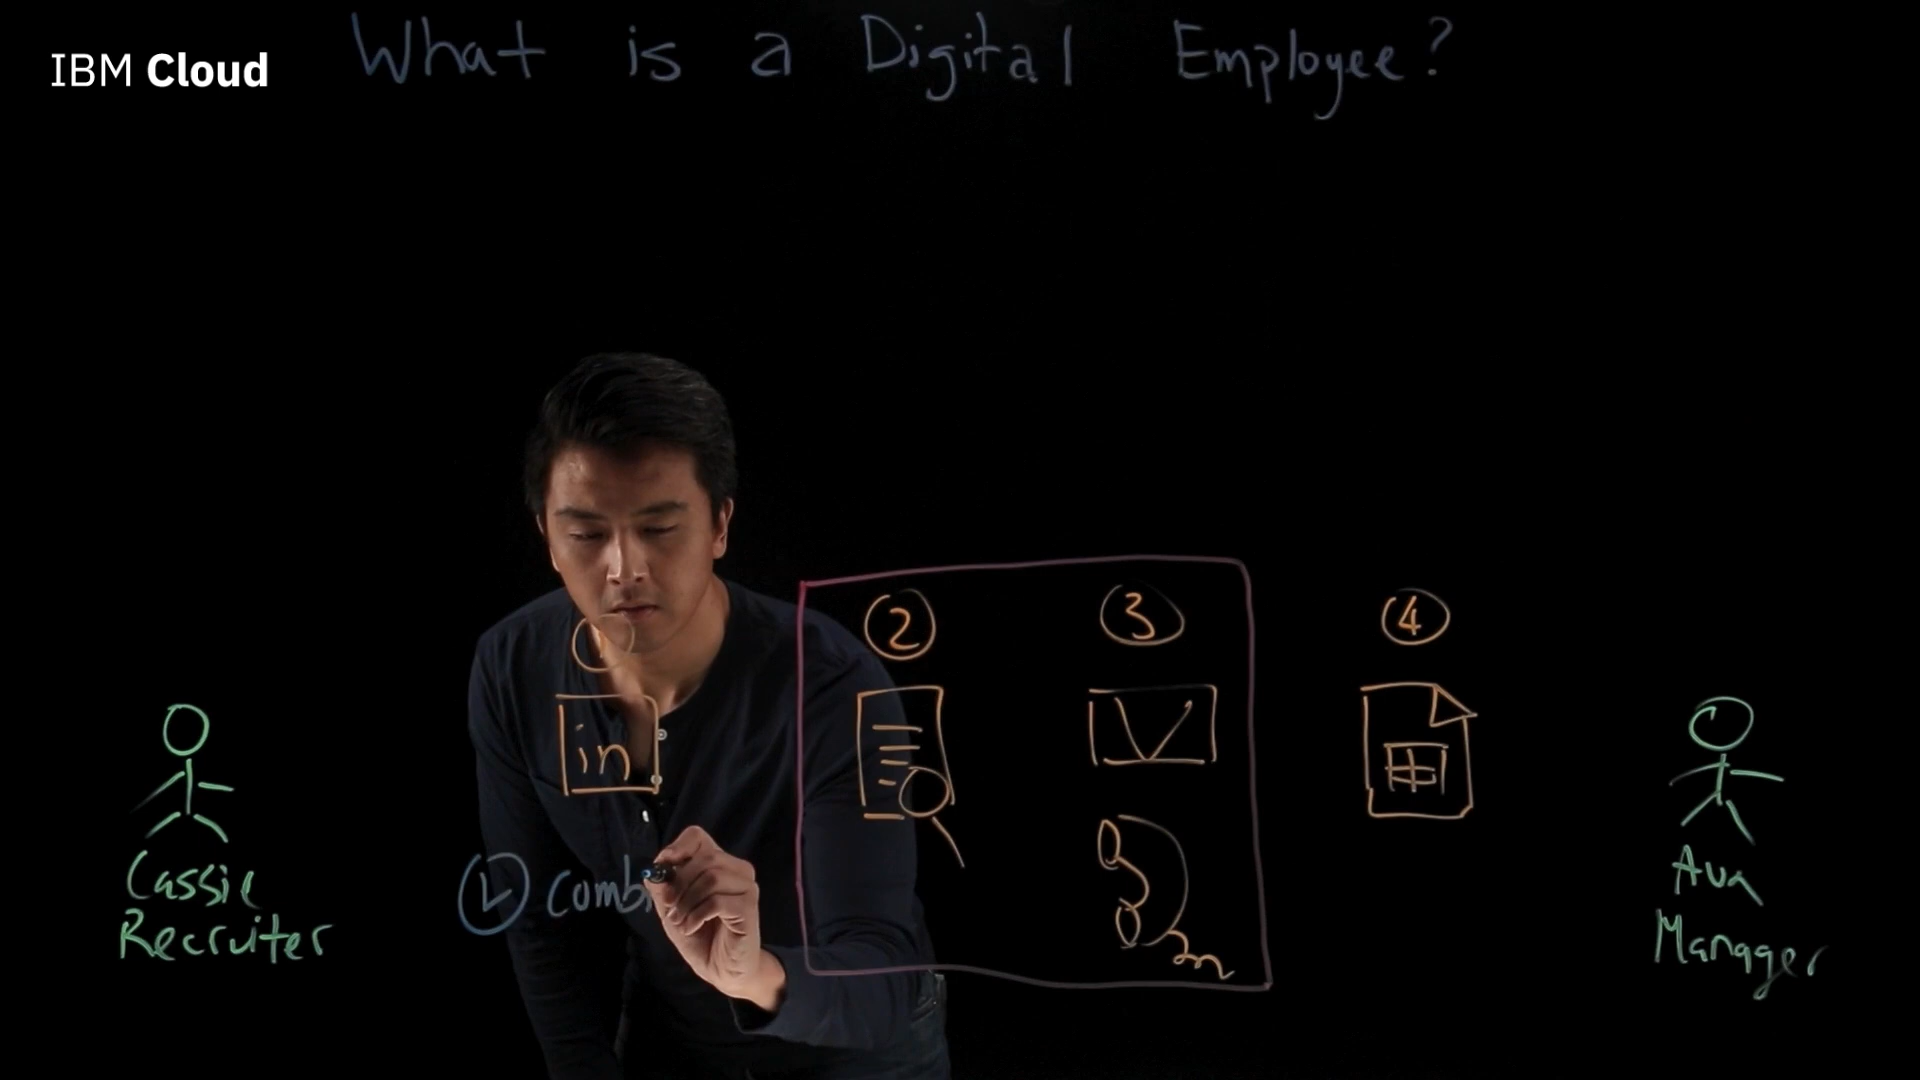 IBM Cloud
What is a Digital Employee?
1
2
3
4
in
Cassie
Recruiter
Comb
Ava
Manager